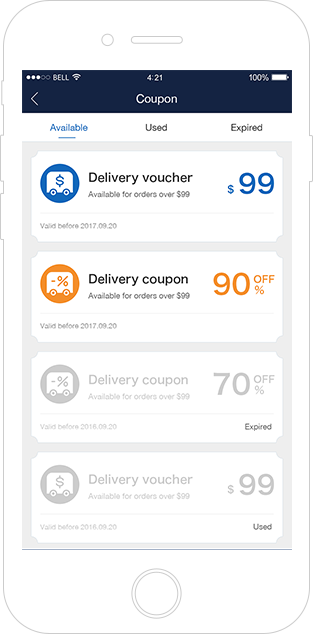 BELL 4:21 100%
Coupon
Available Used Expired
Delivery voucher $ 99
Available for orders over $99
Valid before 2017.09.20
Delivery coupon 90 OFF %
Available for orders over $99
Valid before 2017.09.20
Delivery coupon 70 OFF %
Available for orders over $99
Valid before 2016.09.20 Expired
Delivery voucher $ 99
Available for orders over $99
Valid before 2016.09.20 Used